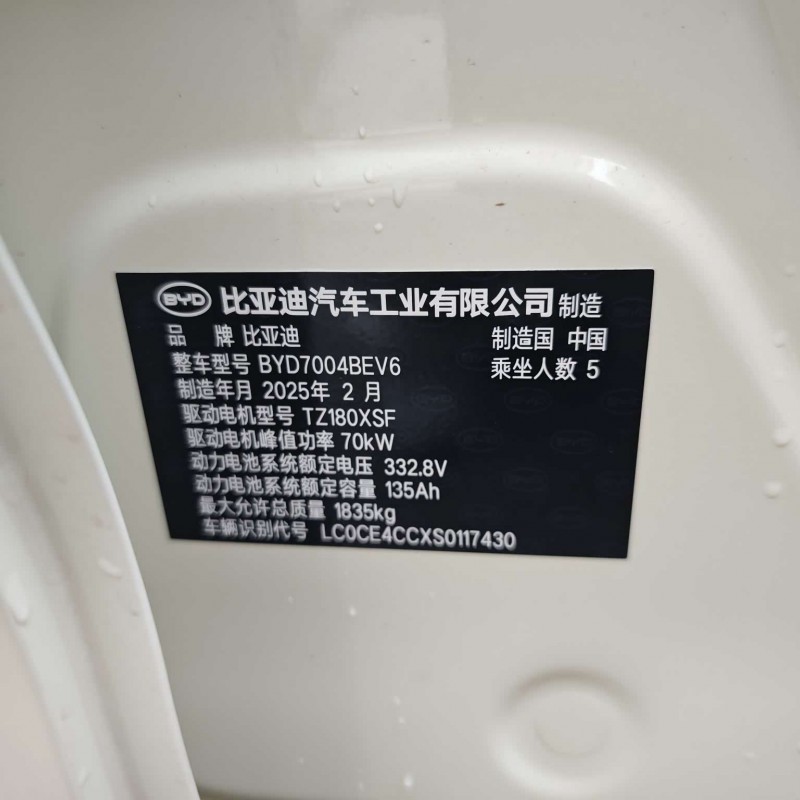 BYD 比亚迪汽车工业有限公司 制造
品 牌 比亚迪 制造国 中国
整车型号 BYD7004BEV6 乘坐人数 5
制造年月 2025年 2 月
驱动电机型号 TZ180XSF
驱动电机峰值功率 70kW
动力电池系统额定电压 332.8V
动力电池系统额定容量 135Ah
最大允许总质量 1835kg
车辆识别代号 LC0CE4CCXS0117430